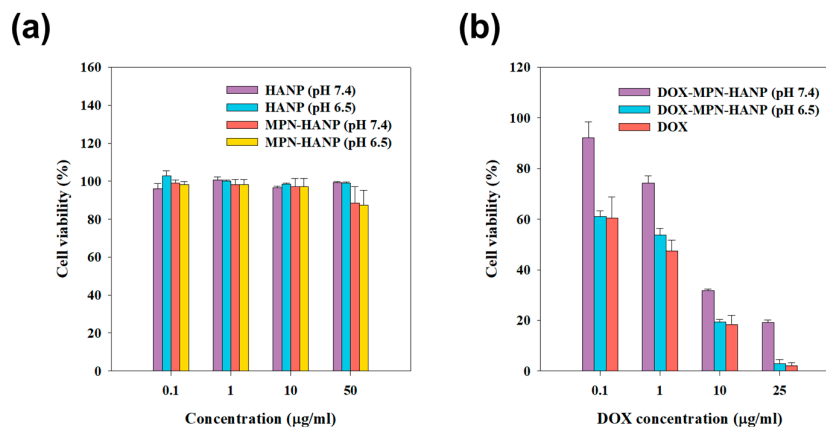 (a)
160
140
120
100
80
60
40
20
0
Cell viability (%)
HANP (pH 7.4)
HANP (pH 6.5)
MPN-HANP (pH 7.4)
MPN-HANP (pH 6.5)
0.1 1 10 50
Concentration (μg/ml)
(b)
120
100
80
60
40
20
0
Cell viability (%)
DOX-MPN-HANP (pH 7.4)
DOX-MPN-HANP (pH 6.5)
DOX
0.1 1 10 25
DOX concentration (μg/ml)